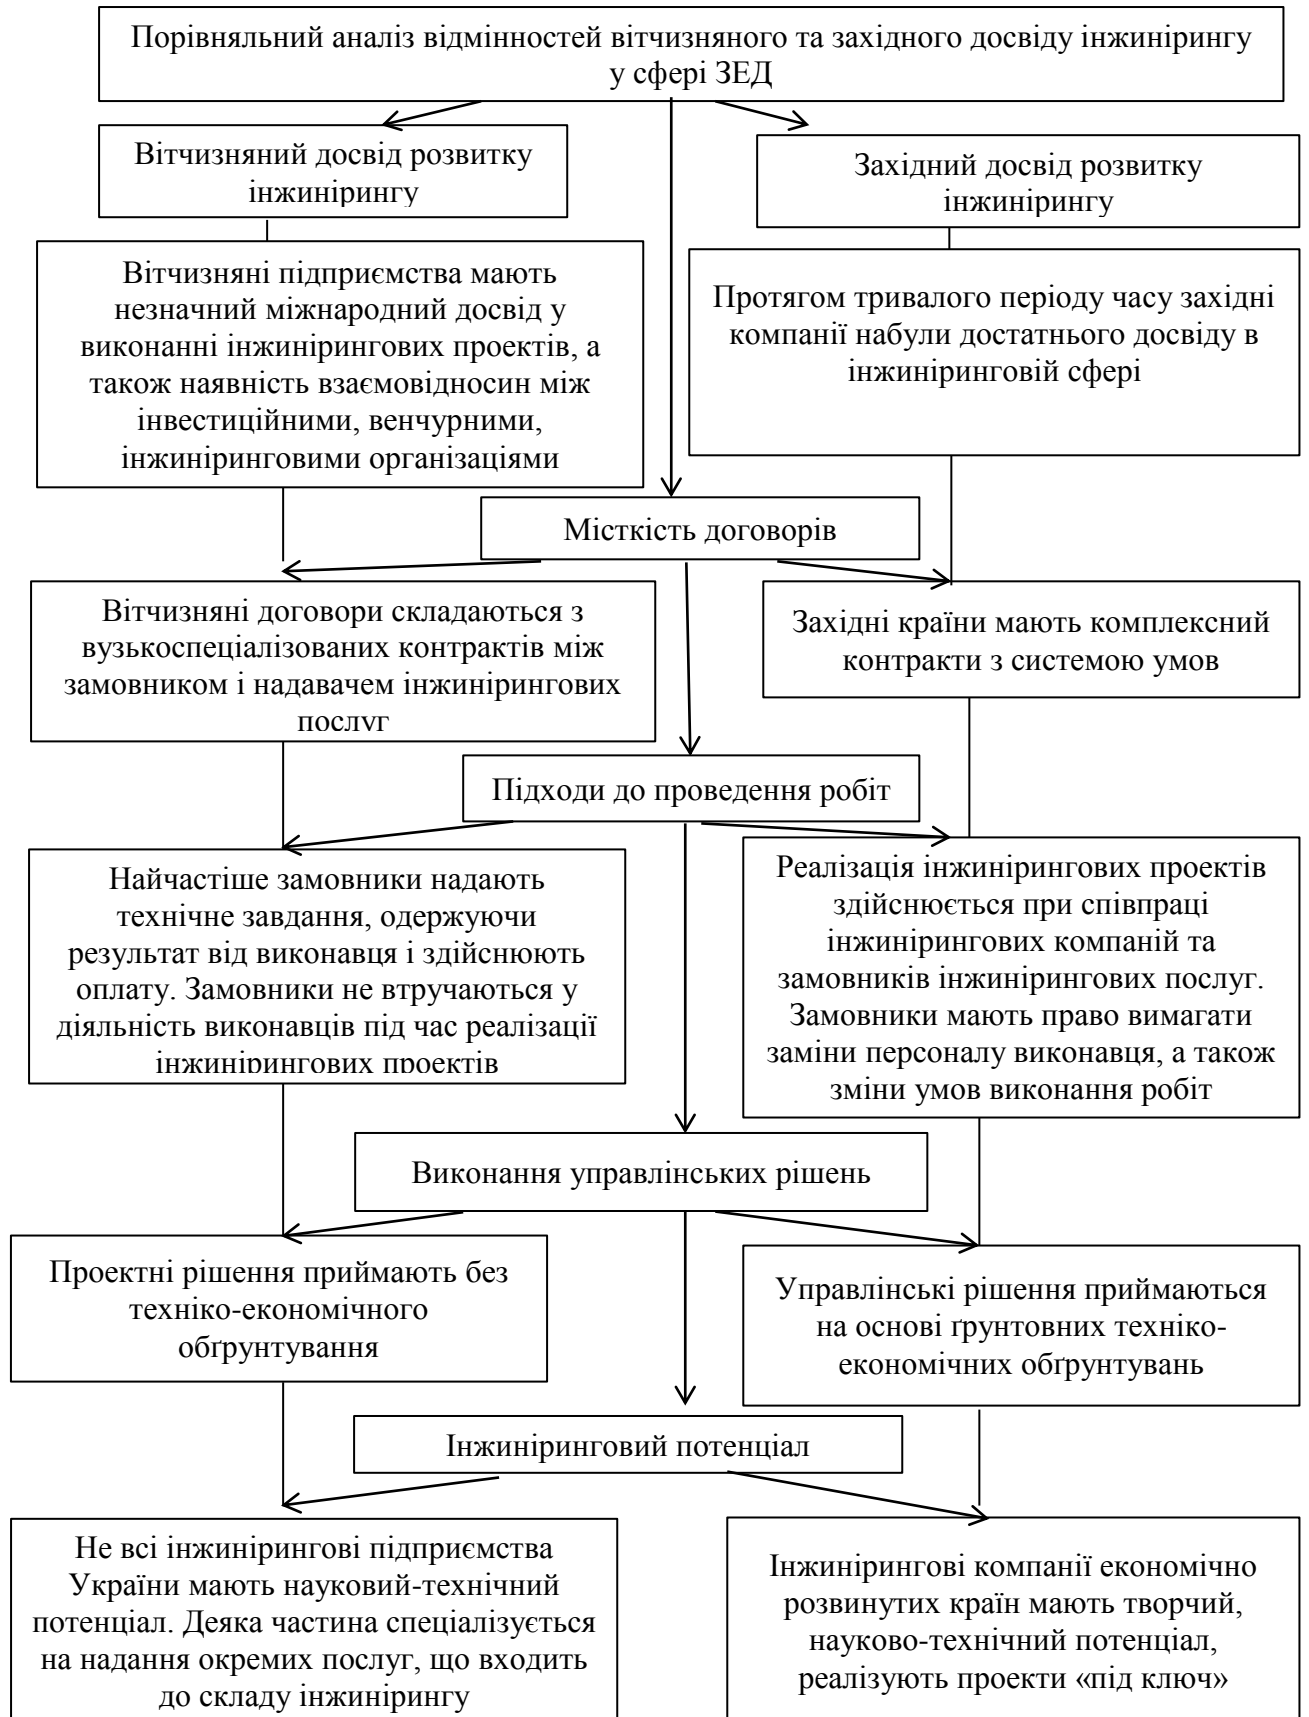 Порівняльний аналіз відмінностей вітчизняного та західного досвіду інжинірингу
у сфері ЗЕД
Вітчизняний досвід розвитку
інжинірингу
Західний досвід розвитку
інжинірингу
Вітчизняні підприємства мають
незначний міжнародний досвід у
виконанні інжинірингових проектів, а
також наявність взаємовідносин між
інвестиційними, венчурними,
інжиніринговими організаціями
Протягом тривалого періоду часу західні
компанії набули достатнього досвіду в
інжиніринговій сфері
Місткість договорів
Вітчизняні договори складаються з
вузькоспеціалізованих контрактів між
замовником і надавачем інжинірингових
послуг
Західні країни мають комплексний
контракти з системою умов
Підходи до проведення робіт
Найчастіше замовники надають
технічне завдання, одержуючи
результат від виконавця і здійснюють
оплату. Замовники не втручаються у
діяльність виконавців під час реалізації
інжинірингових проектів
Реалізація інжинірингових проектів
здійснюється при співпраці
інжинірингових компаній та
замовників інжинірингових послуг.
Замовники мають право вимагати
заміни персоналу виконавця, а також
зміни умов виконання робіт
Виконання управлінських рішень
Проектні рішення приймають без
техніко-економічного
обґрунтування
Управлінські рішення приймаються
на основі ґрунтовних техніко-
економічних обґрунтувань
Інжиніринговий потенціал
Не всі інжинірингові підприємства
України мають науковий-технічний
потенціал. Деяка частина спеціалізується
на надання окремих послуг, що входить
до складу інжинірингу
Інжинірингові компанії економічно
розвинутих країн мають творчий,
науково-технічний потенціал,
реалізують проекти «під ключ»